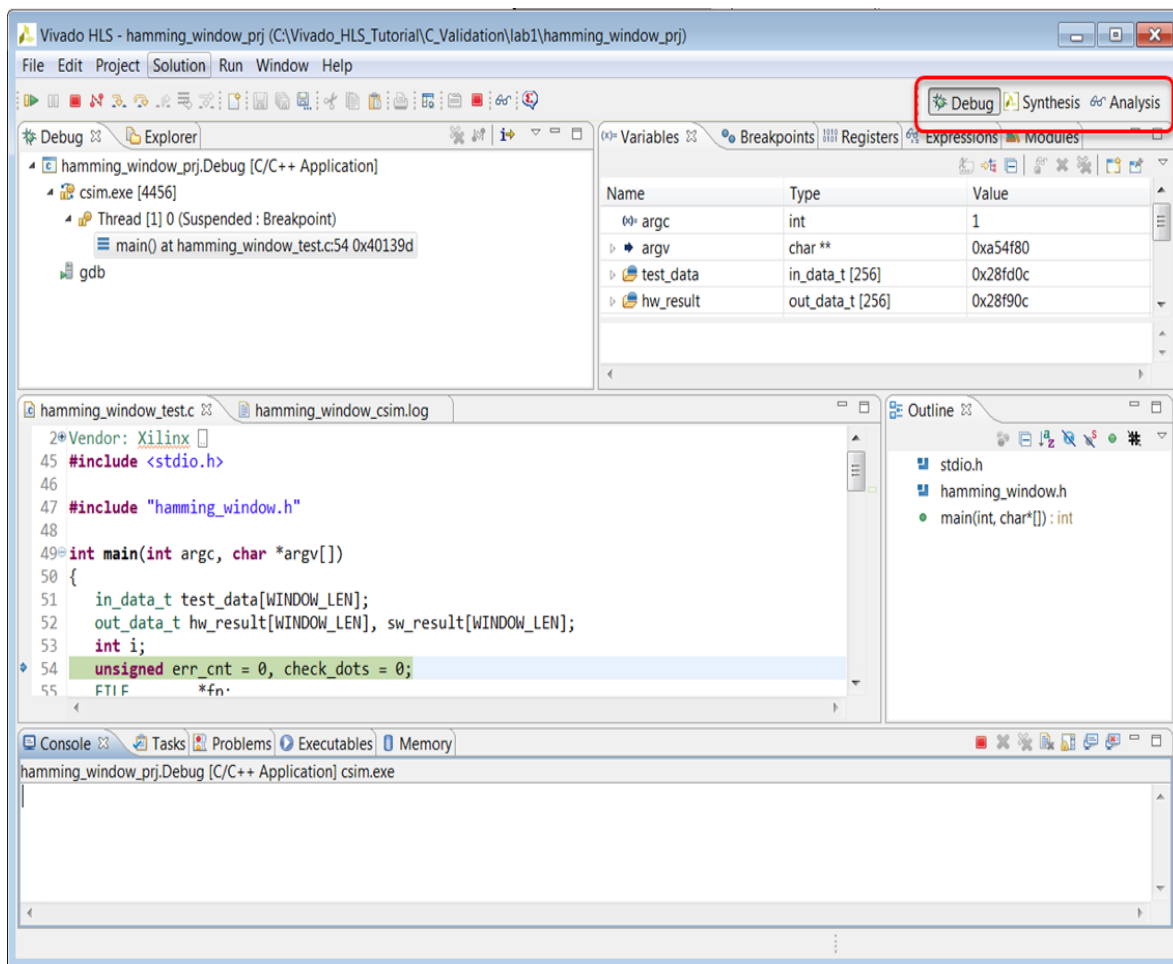 Vivado HLS - hamming_window_prj (C:\Vivado_HLS_Tutorial\C_Validation\lab1\hamming_window_prj)
File Edit Project Solution Run Window Help
Debug Synthesis Analysis
Debug Explorer
hamming_window_prj.Debug [C/C++ Application]
csim.exe [4456]
Thread [1] 0 (Suspended : Breakpoint)
main() at hamming_window_test.c:54 0x40139d
gdb
(x)= Variables Breakpoints Registers Expressions Modules
Name Type Value
(x)= argc int 1
argv char ** 0xa54f80
test_data in_data_t [256] 0x28fd0c
hw_result out_data_t [256] 0x28f90c
hamming_window_test.c hamming_window_csim.log
2 Vendor: Xilinx
45 #include <stdio.h>
46
47 #include "hamming_window.h"
48
49 int main(int argc, char *argv[])
50 {
51 in_data_t test_data[WINDOW_LEN];
52 out_data_t hw_result[WINDOW_LEN], sw_result[WINDOW_LEN];
53 int i;
54 unsigned err_cnt = 0, check_dots = 0;
55 FILE *fp;
Outline
stdio.h
hamming_window.h
main(int, char*[]) : int
Console Tasks Problems Executables Memory
hamming_window_prj.Debug [C/C++ Application] csim.exe